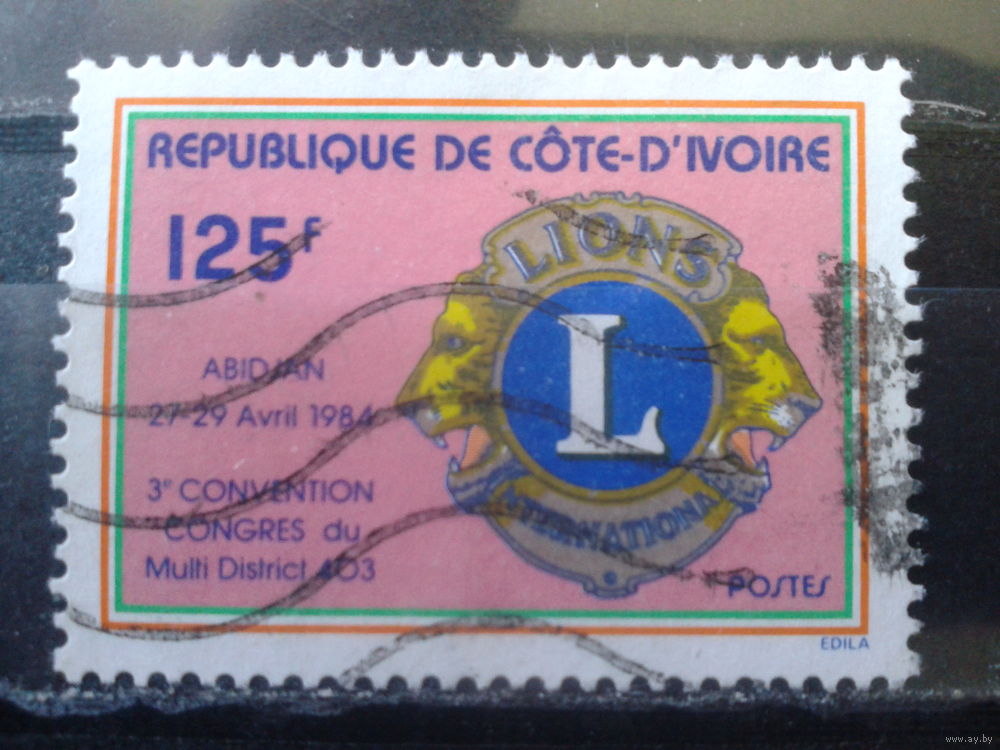 REPUBLIQUE DE CÔTE-D'IVOIRE
125f
LIONS
L
INTERNATIONAL
ABIDJAN
27-29 Avril 1984
3e CONVENTION
CONGRES du
Multi District 403
POSTES
EDILA
www.ay.by